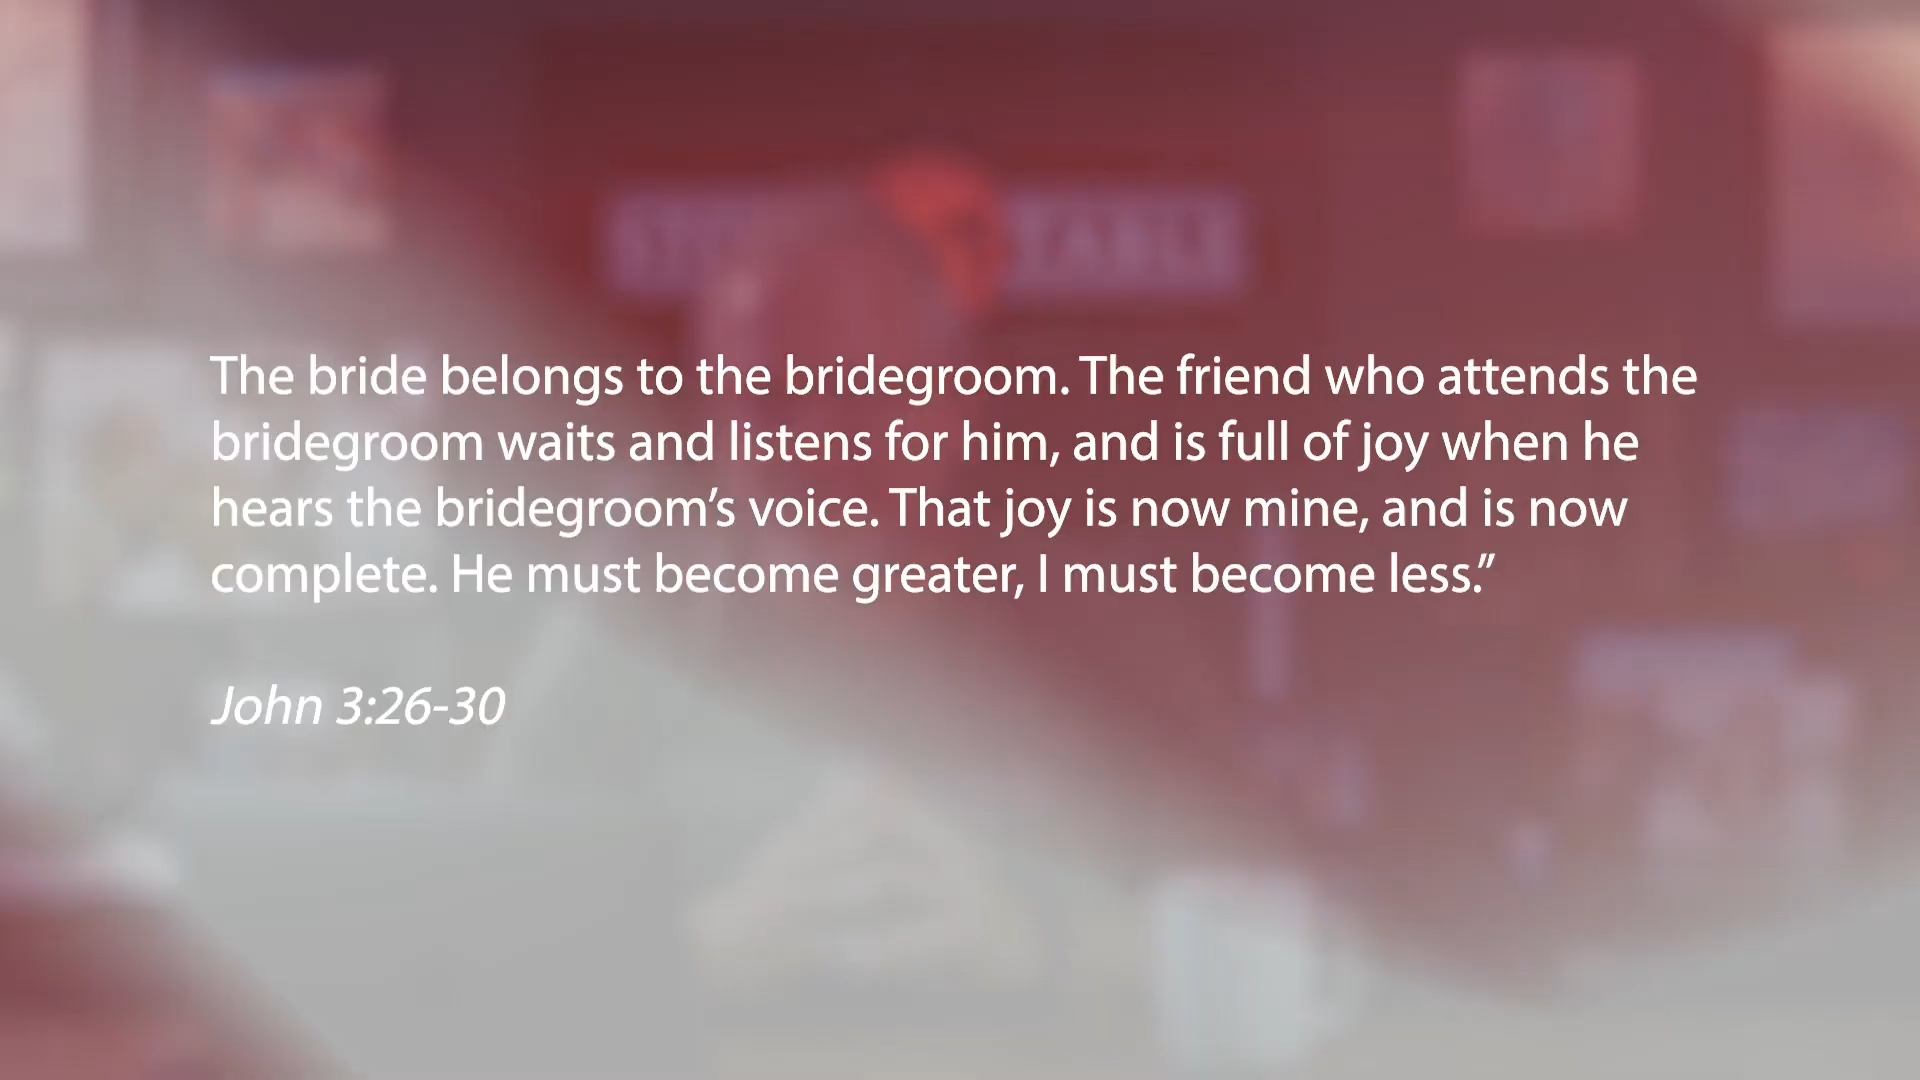 TABLE
The bride belongs to the bridegroom. The friend who attends the
bridegroom waits and listens for him, and is full of joy when he
hears the bridegroom’s voice. That joy is now mine, and is now
complete. He must become greater, I must become less.”
John 3:26-30